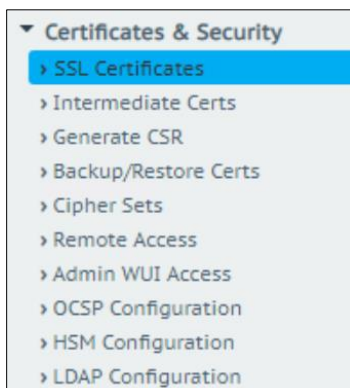 Certificates & Security
SSL Certificates
Intermediate Certs
Generate CSR
Backup/Restore Certs
Cipher Sets
Remote Access
Admin WUI Access
OCSP Configuration
HSM Configuration
LDAP Configuration